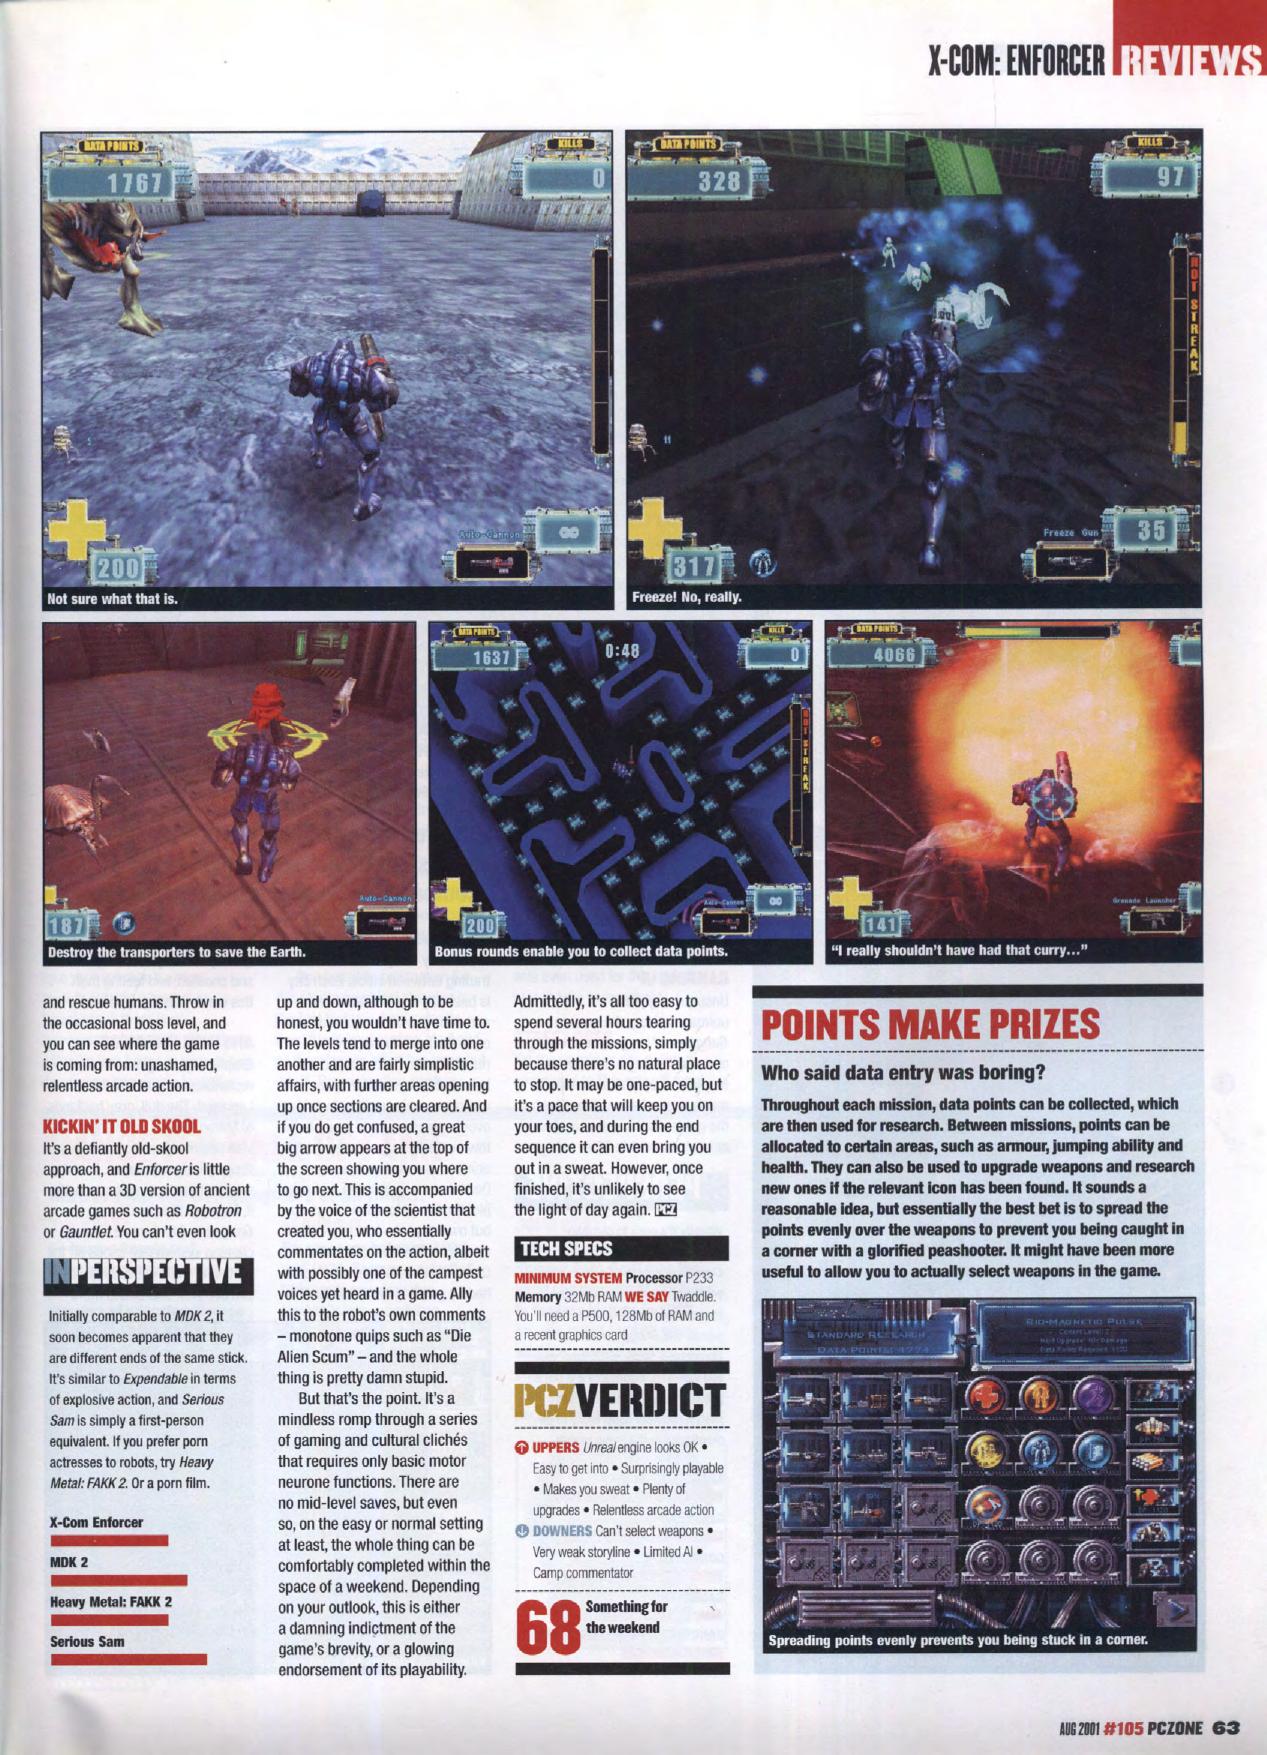 X-COM: ENFORCER REVIEWS
DATA POINTS
1767
KILLS
0
Auto-Cannon
200
Not sure what that is.
DATA POINTS
328
KILLS
97
HOT STREAK
11
Freeze Gun
35
317
Freeze! No, really.
187
Auto-Cannon
Destroy the transporters to save the Earth.
DATA POINTS
1637
0:48
KILLS
0
HOT STREAK
200
Auto-Cannon
Bonus rounds enable you to collect data points.
DATA POINTS
4066
141
Grenade Launcher
“I really shouldn’t have had that curry...”
and rescue humans. Throw in
the occasional boss level, and
you can see where the game
is coming from: unashamed,
relentless arcade action.
KICKIN’ IT OLD SKOOL
It’s a defiantly old-skool
approach, and Enforcer is little
more than a 3D version of ancient
arcade games such as Robotron
or Gauntlet. You can’t even look
INPERSPECTIVE
Initially comparable to MDK 2, it
soon becomes apparent that they
are different ends of the same stick.
It’s similar to Expendable in terms
of explosive action, and Serious
Sam is simply a first-person
equivalent. If you prefer porn
actresses to robots, try Heavy
Metal: FAKK 2. Or a porn film.
X-Com Enforcer
MDK 2
Heavy Metal: FAKK 2
Serious Sam
up and down, although to be
honest, you wouldn’t have time to.
The levels tend to merge into one
another and are fairly simplistic
affairs, with further areas opening
up once sections are cleared. And
if you do get confused, a great
big arrow appears at the top of
the screen showing you where
to go next. This is accompanied
by the voice of the scientist that
created you, who essentially
commentates on the action, albeit
with possibly one of the campest
voices yet heard in a game. Ally
this to the robot’s own comments
– monotone quips such as “Die
Alien Scum” – and the whole
thing is pretty damn stupid.
But that’s the point. It’s a
mindless romp through a series
of gaming and cultural clichés
that requires only basic motor
neurone functions. There are
no mid-level saves, but even
so, on the easy or normal setting
at least, the whole thing can be
comfortably completed within the
space of a weekend. Depending
on your outlook, this is either
a damning indictment of the
game’s brevity, or a glowing
endorsement of its playability.
Admittedly, it’s all too easy to
spend several hours tearing
through the missions, simply
because there’s no natural place
to stop. It may be one-paced, but
it’s a pace that will keep you on
your toes, and during the end
sequence it can even bring you
out in a sweat. However, once
finished, it’s unlikely to see
the light of day again. PCZ
TECH SPECS
MINIMUM SYSTEM Processor P233
Memory 32Mb RAM WE SAY Twaddle.
You’ll need a P500, 128Mb of RAM and
a recent graphics card
PCZVERDICT
UPPERS Unreal engine looks OK •
Easy to get into • Surprisingly playable
• Makes you sweat • Plenty of
upgrades • Relentless arcade action
DOWNERS Can’t select weapons •
Very weak storyline • Limited AI •
Camp commentator
68 Something for
the weekend
POINTS MAKE PRIZES
Who said data entry was boring?
Throughout each mission, data points can be collected, which
are then used for research. Between missions, points can be
allocated to certain areas, such as armour, jumping ability and
health. They can also be used to upgrade weapons and research
new ones if the relevant icon has been found. It sounds a
reasonable idea, but essentially the best bet is to spread the
points evenly over the weapons to prevent you being caught in
a corner with a glorified peashooter. It might have been more
useful to allow you to actually select weapons in the game.
Standard Research
Data Points: 4774
Bio-Magnetic Pulse
Spreading points evenly prevents you being stuck in a corner.
AUG 2001 #105 PCZONE 63